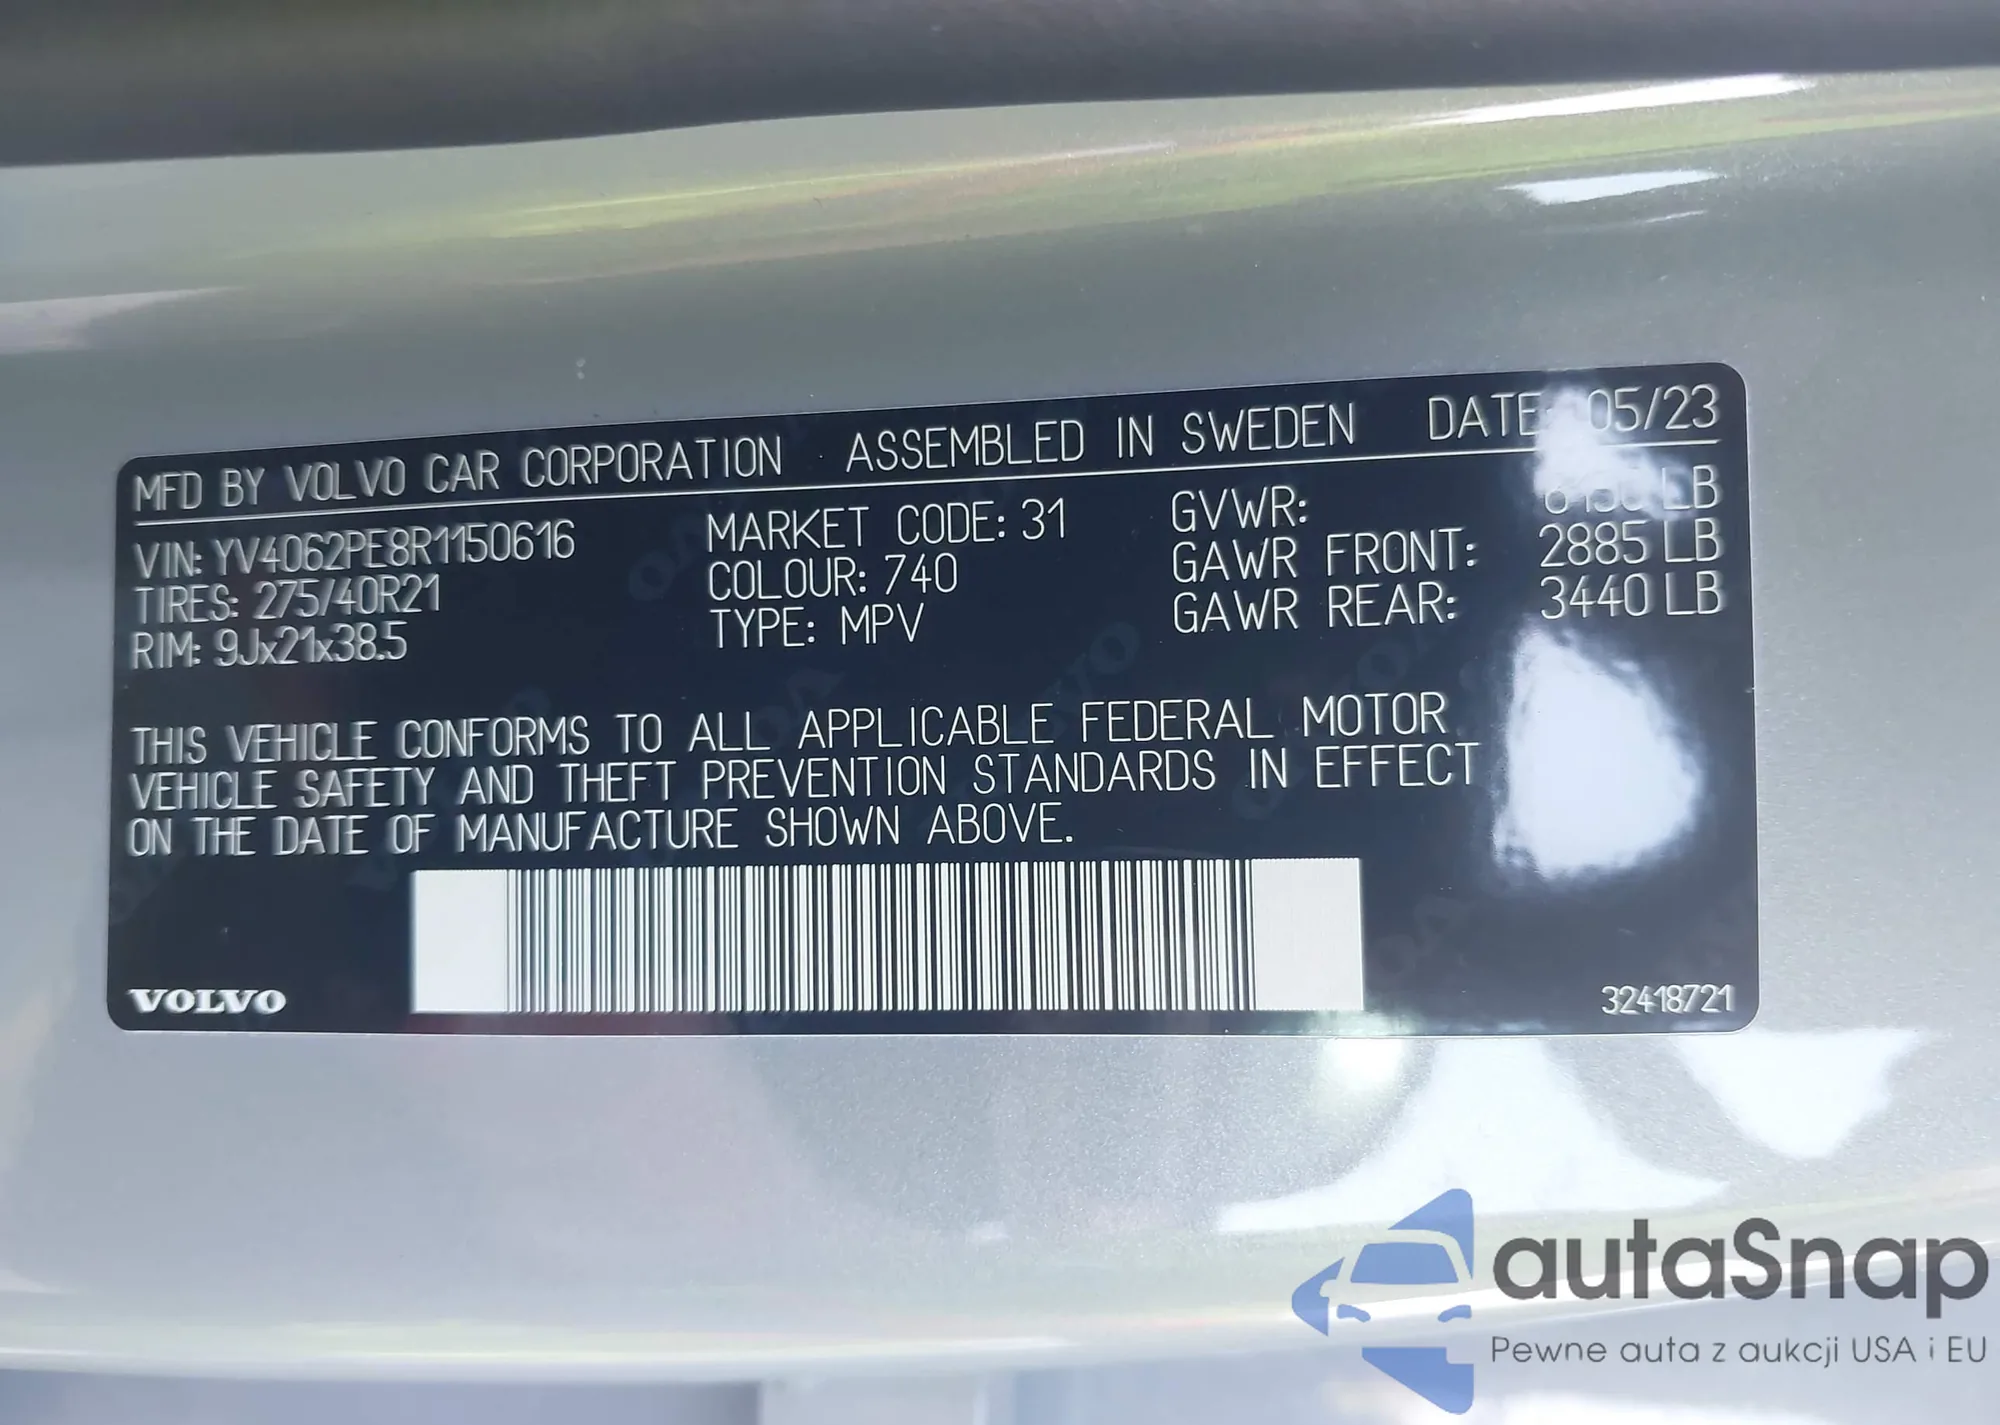 MFD BY VOLVO CAR CORPORATION ASSEMBLED IN SWEDEN DATE: 05/23
VIN: YV4062PE8R1150616 MARKET CODE: 31 GVWR: LB
TIRES: 275/40R21 COLOUR: 740 GAWR FRONT: 2885 LB
RIM: 9Jx21x38.5 TYPE: MPV GAWR REAR: 3440 LB
THIS VEHICLE CONFORMS TO ALL APPLICABLE FEDERAL MOTOR
VEHICLE SAFETY AND THEFT PREVENTION STANDARDS IN EFFECT
ON THE DATE OF MANUFACTURE SHOWN ABOVE.
VOLVO 32418721
autaSnap
Pewne auta z aukcji USA i EU